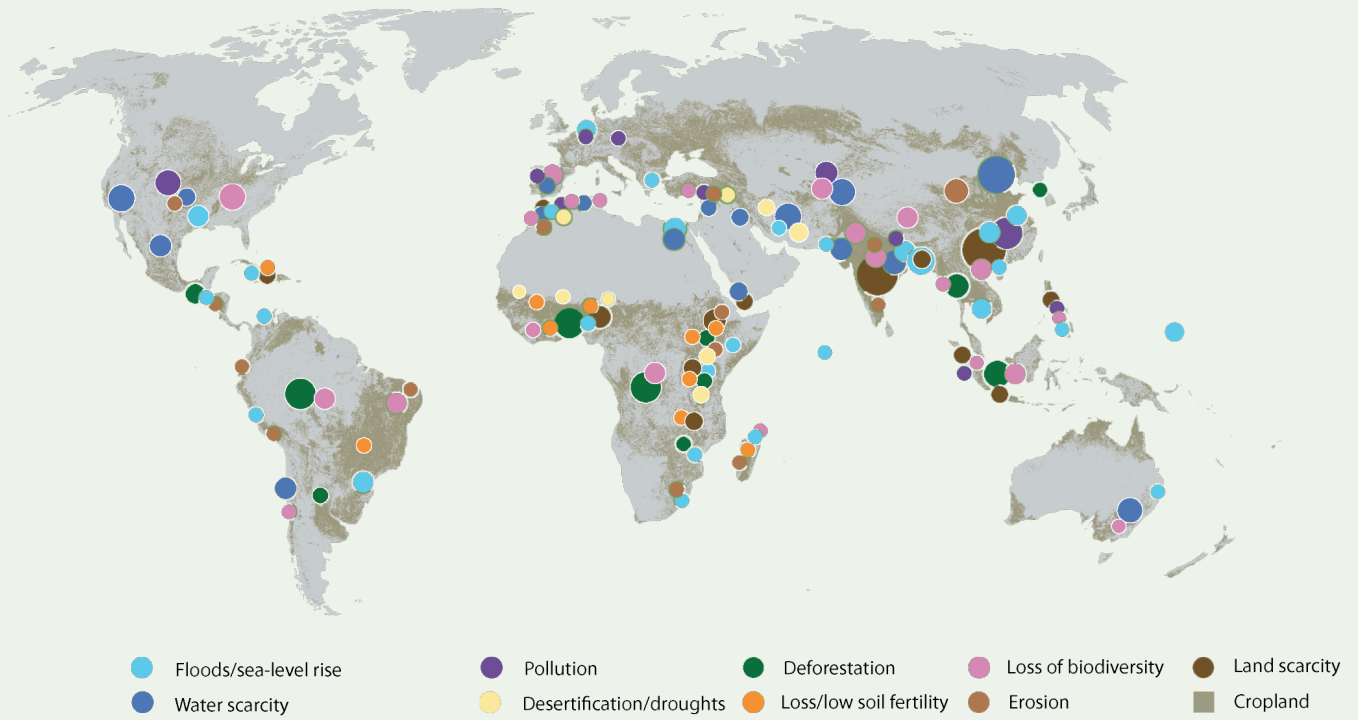 Floods/sea-level rise
Pollution
Deforestation
Loss of biodiversity
Land scarcity
Water scarcity
Desertification/droughts
Loss/low soil fertility
Erosion
Cropland